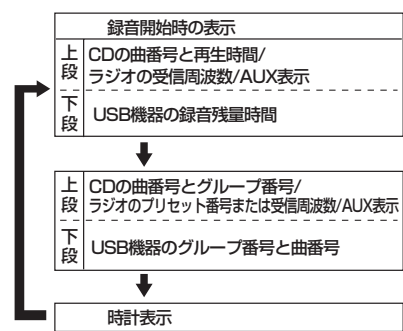 録音開始時の表示
上段
CDの曲番号と再生時間/
ラジオの受信周波数/AUX表示
下段
USB機器の録音残量時間
上段
CDの曲番号とグループ番号/
ラジオのプリセット番号または受信周波数/AUX表示
下段
USB機器のグループ番号と曲番号
時計表示